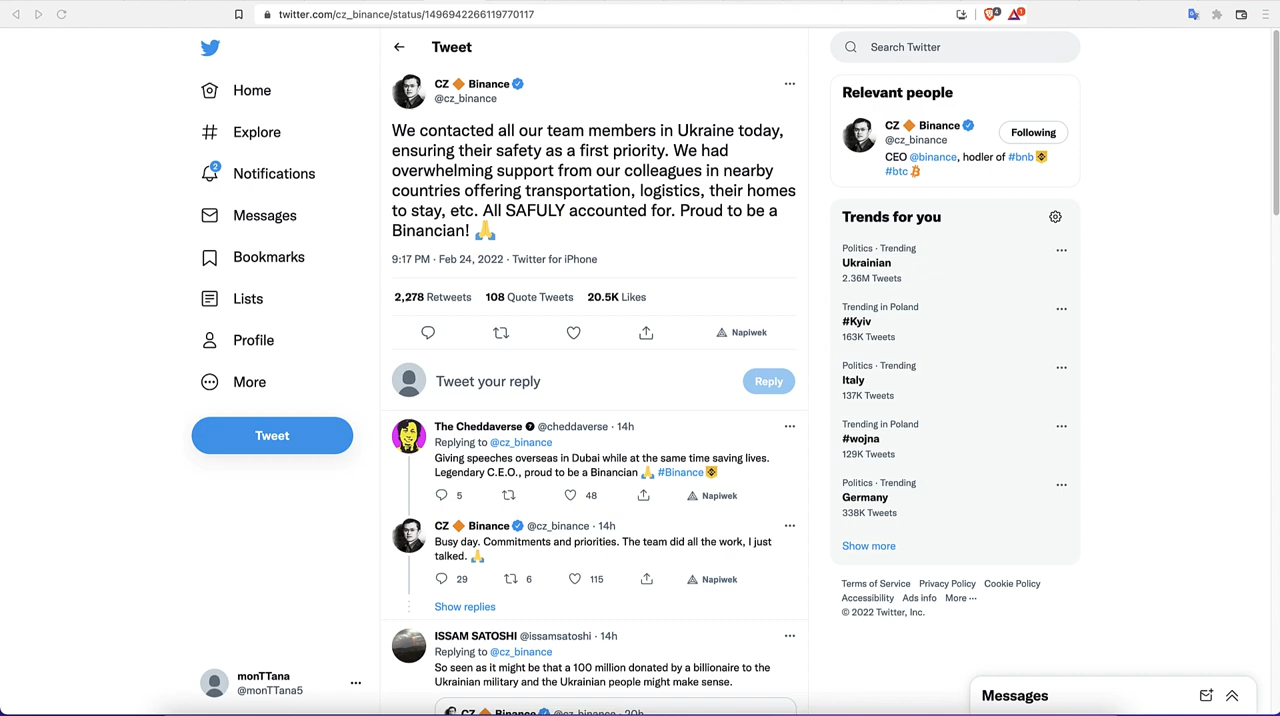 twitter.com/cz_binance/status/1496942266119770117
4
1
Home
Explore
2
Notifications
Messages
Bookmarks
Lists
Profile
More
Tweet
monTTana
@monTTana5
Tweet
CZ 🔶 Binance
@cz_binance
We contacted all our team members in Ukraine today,
ensuring their safety as a first priority. We had
overwhelming support from our colleagues in nearby
countries offering transportation, logistics, their homes
to stay, etc. All SAFULY accounted for. Proud to be a
Binancian! 🙏
9:17 PM · Feb 24, 2022 · Twitter for iPhone
2,278 Retweets 108 Quote Tweets 20.5K Likes
Napiwek
Tweet your reply
Reply
The Cheddaverse @cheddaverse · 14h
Replying to @cz_binance
Giving speeches overseas in Dubai while at the same time saving lives.
Legendary C.E.O., proud to be a Binancian 🙏 #Binance
5 48 Napiwek
CZ 🔶 Binance @cz_binance · 14h
Busy day. Commitments and priorities. The team did all the work, I just
talked. 🙏
29 6 115 Napiwek
Show replies
ISSAM SATOSHI @issamsatoshi · 14h
Replying to @cz_binance
So seen as it might be that a 100 million donated by a billionaire to the
Ukrainian military and the Ukrainian people might make sense.
CZ 🔶 Binance @cz_binance · 20h
Search Twitter
Relevant people
CZ 🔶 Binance
@cz_binance
Following
CEO @binance, hodler of #bnb
#btc
Trends for you
Politics · Trending
Ukrainian
2.36M Tweets
Trending in Poland
#Kyiv
163K Tweets
Politics · Trending
Italy
137K Tweets
Trending in Poland
#wojna
129K Tweets
Politics · Trending
Germany
338K Tweets
Show more
Terms of Service Privacy Policy Cookie Policy
Accessibility Ads info More ···
© 2022 Twitter, Inc.
Messages